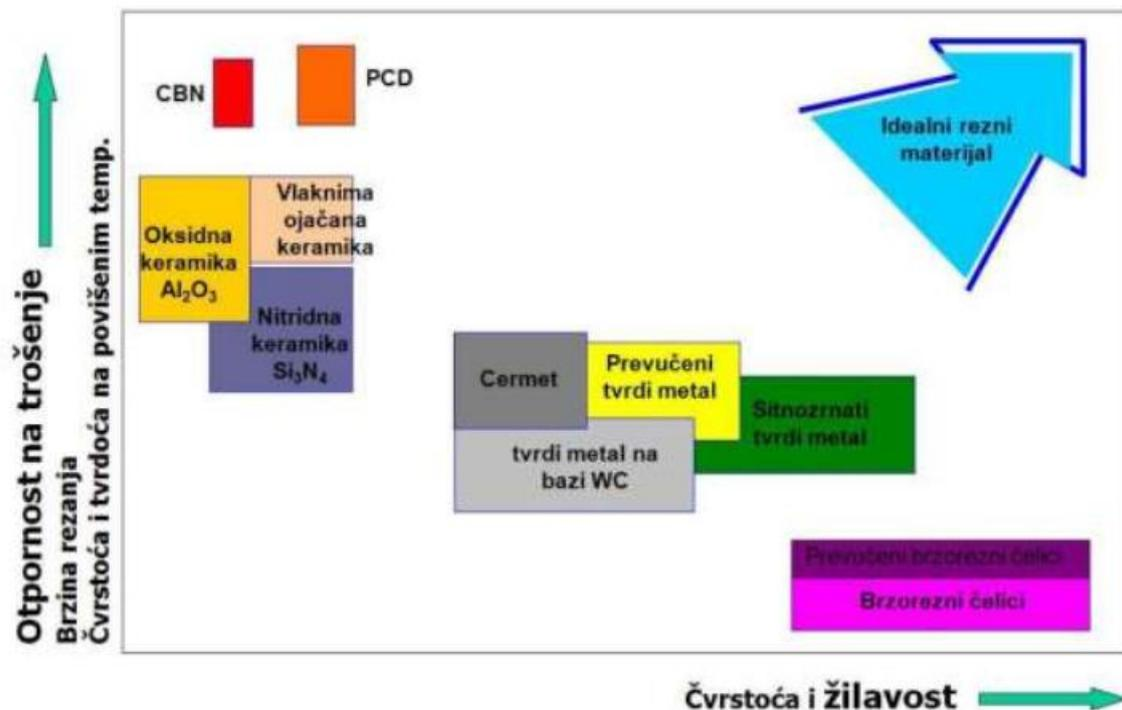 Otpornost na trošenje
Brzina rezanja
Čvrstoća i tvrdoća na povišenim temp.
CBN
PCD
Idealni rezni
materijal
Oksidna
keramika
Al₂O₃
Vlaknima
ojačana
keramika
Nitridna
keramika
Si₃N₄
Cermet
Prevučeni
tvrdi metal
Sitnozrnati
tvrdi metal
tvrdi metal na
bazi WC
Prevučeni brzorezni čelici
Brzorezni čelici
Čvrstoća i žilavost